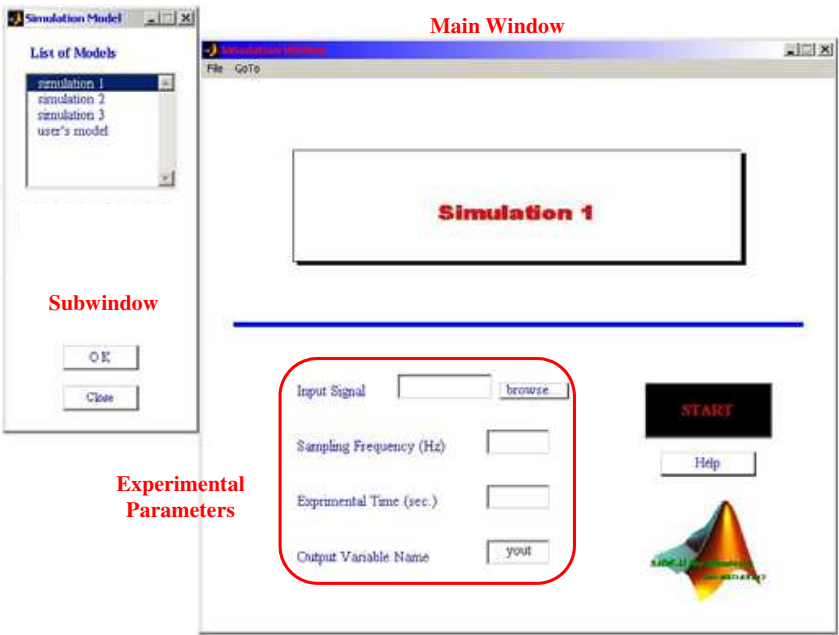 Simulation Model
List of Models
simulation 1
simulation 2
simulation 3
user's model
Subwindow
OK
Close
Main Window
Simulation Window
File GoTo
Simulation 1
Input Signal browse...
Sampling Frequency (Hz)
Exprimental Time (sec.)
Output Variable Name yout
Experimental
Parameters
START
Help